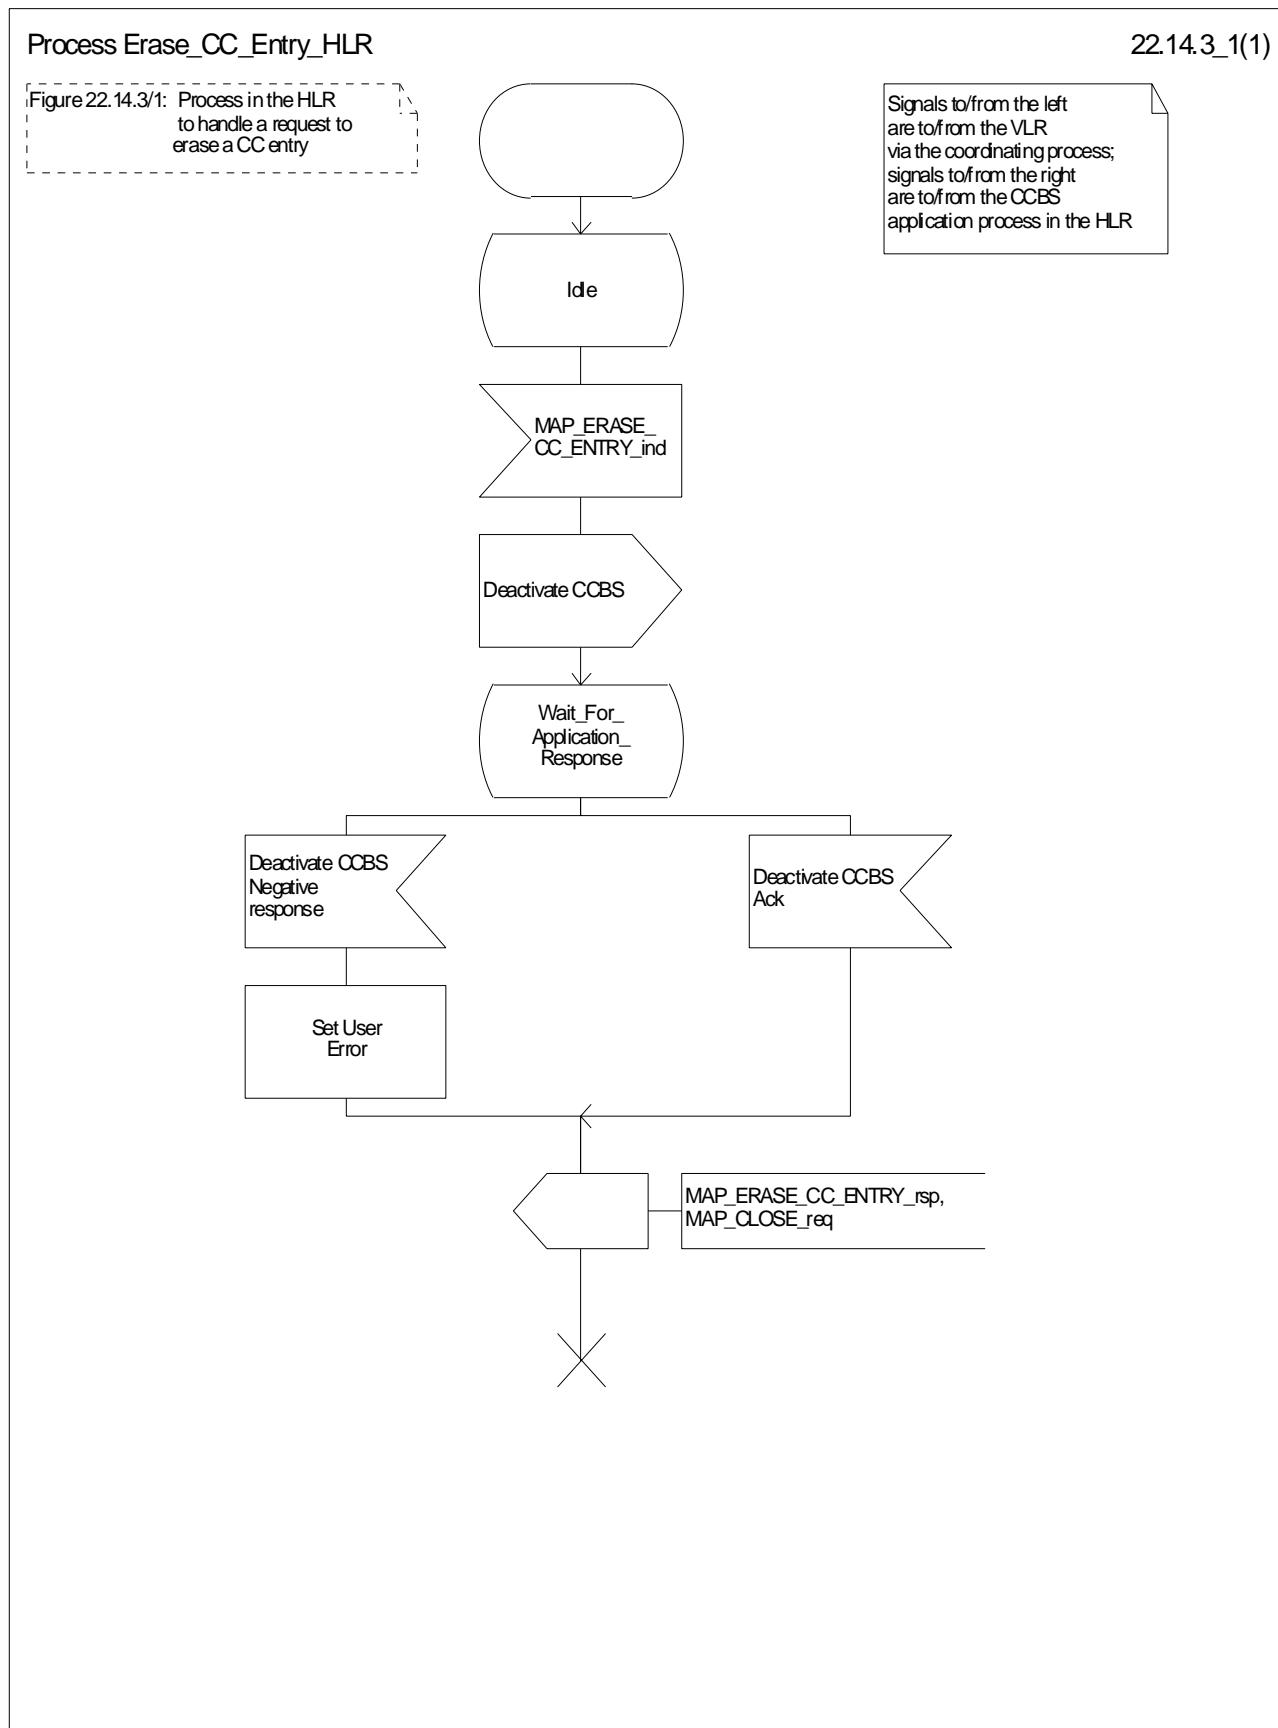 Process Erase_CC_Entry_HLR
22.14.3_1(1)
Figure 22.14.3/1: Process in the HLR
to handle a request to
erase a CC entry
Signals to/from the left
are to/from the VLR
via the coordinating process;
signals to/from the right
are to/from the CCBS
application process in the HLR
Idle
MAP_ERASE_
CC_ENTRY_ind
Deactivate CCBS
Wait_For_
Application_
Response
Deactivate CCBS
Negative
response
Deactivate CCBS
Ack
Set User
Error
MAP_ERASE_CC_ENTRY_rsp,
MAP_CLOSE_req